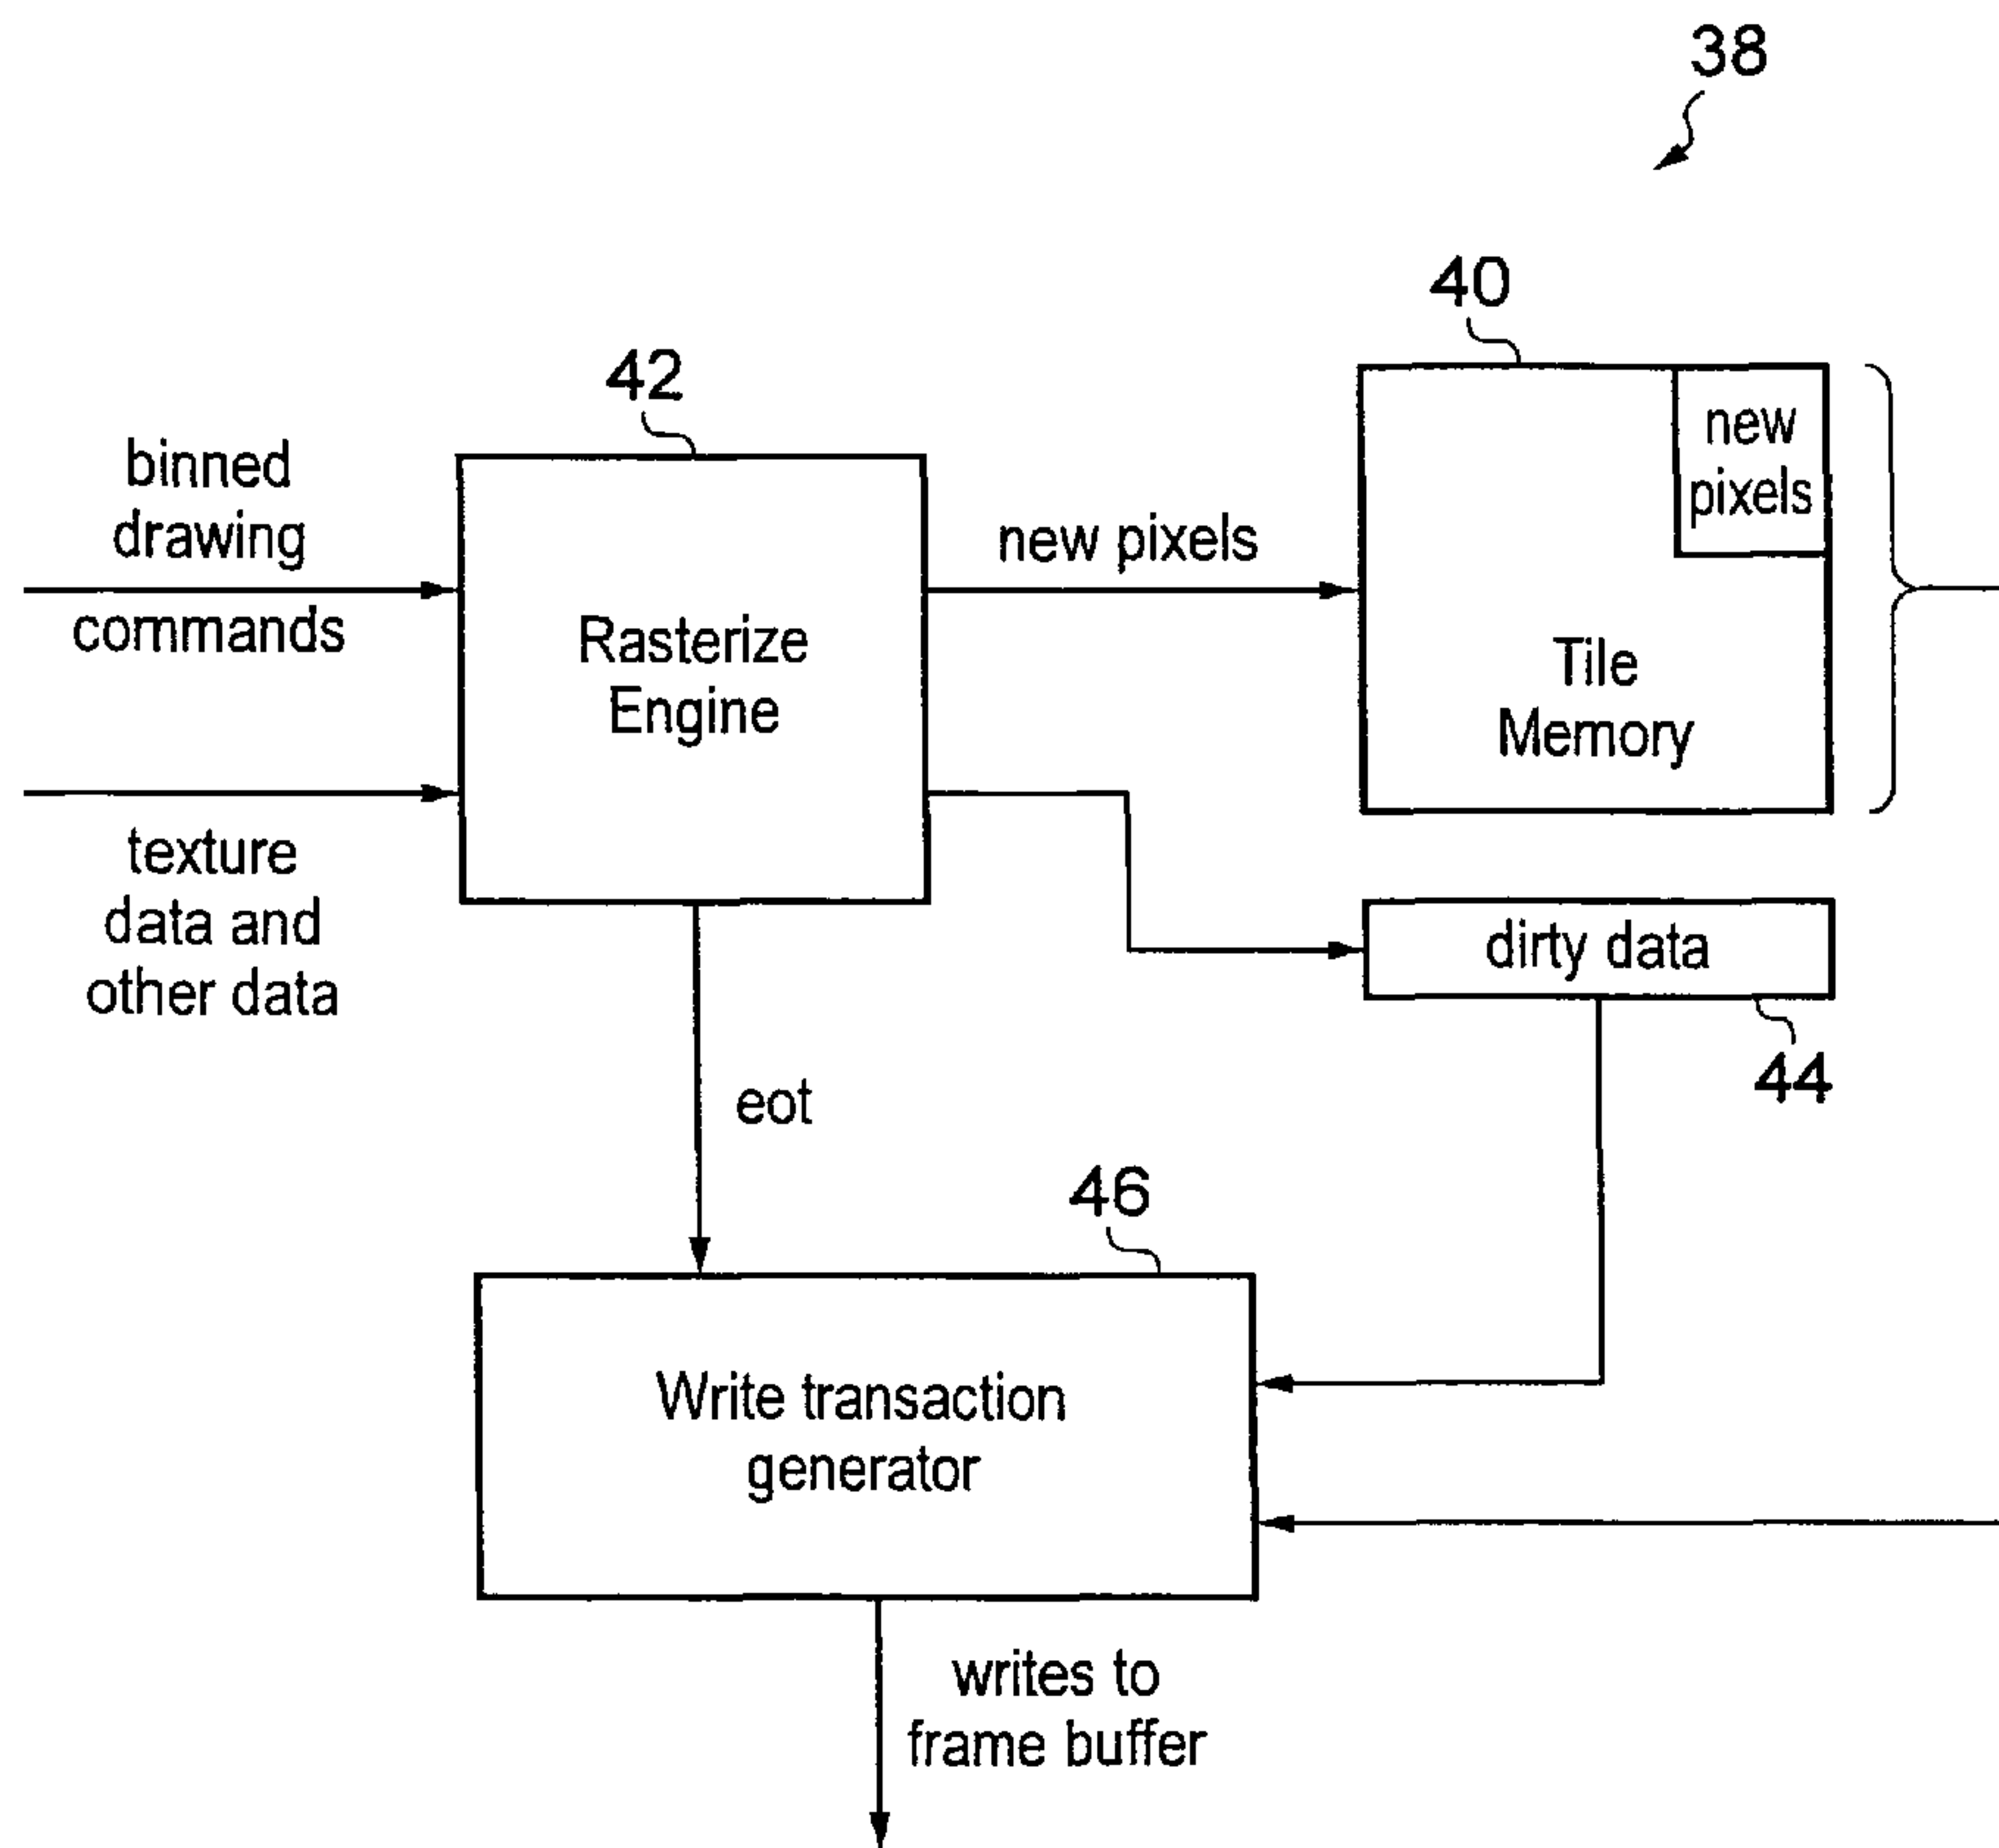 38
40
42
new
pixels
binned
drawing
commands
new pixels
Rasterize
Engine
Tile
Memory
texture
data and
other data
dirty data
44
eot
46
Write transaction
generator
writes to
frame buffer